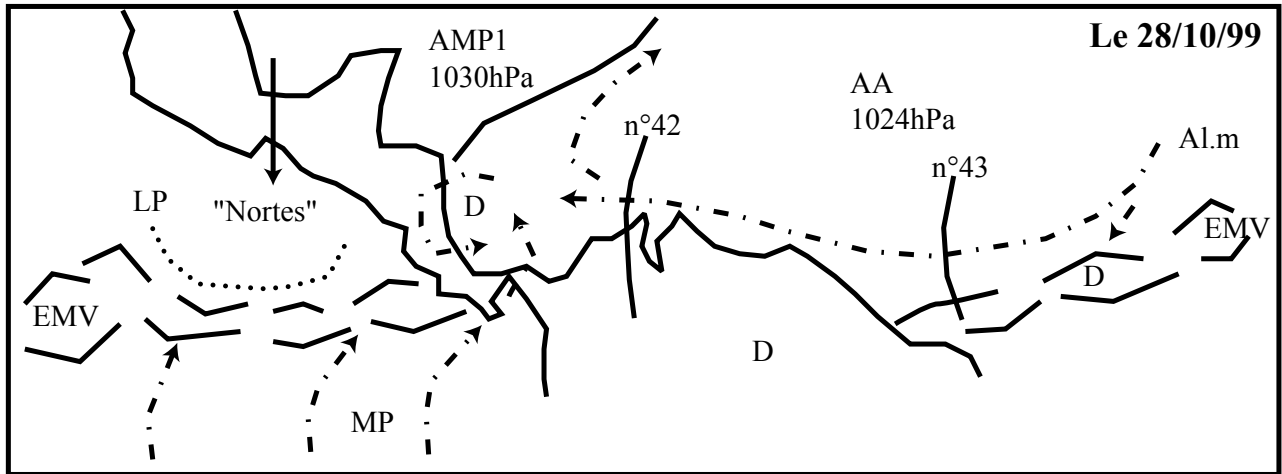 Le 28/10/99
AMP1
1030hPa
AA
1024hPa
n°42
Al.m
n°43
LP
"Nortes"
D
EMV
D
EMV
D
MP